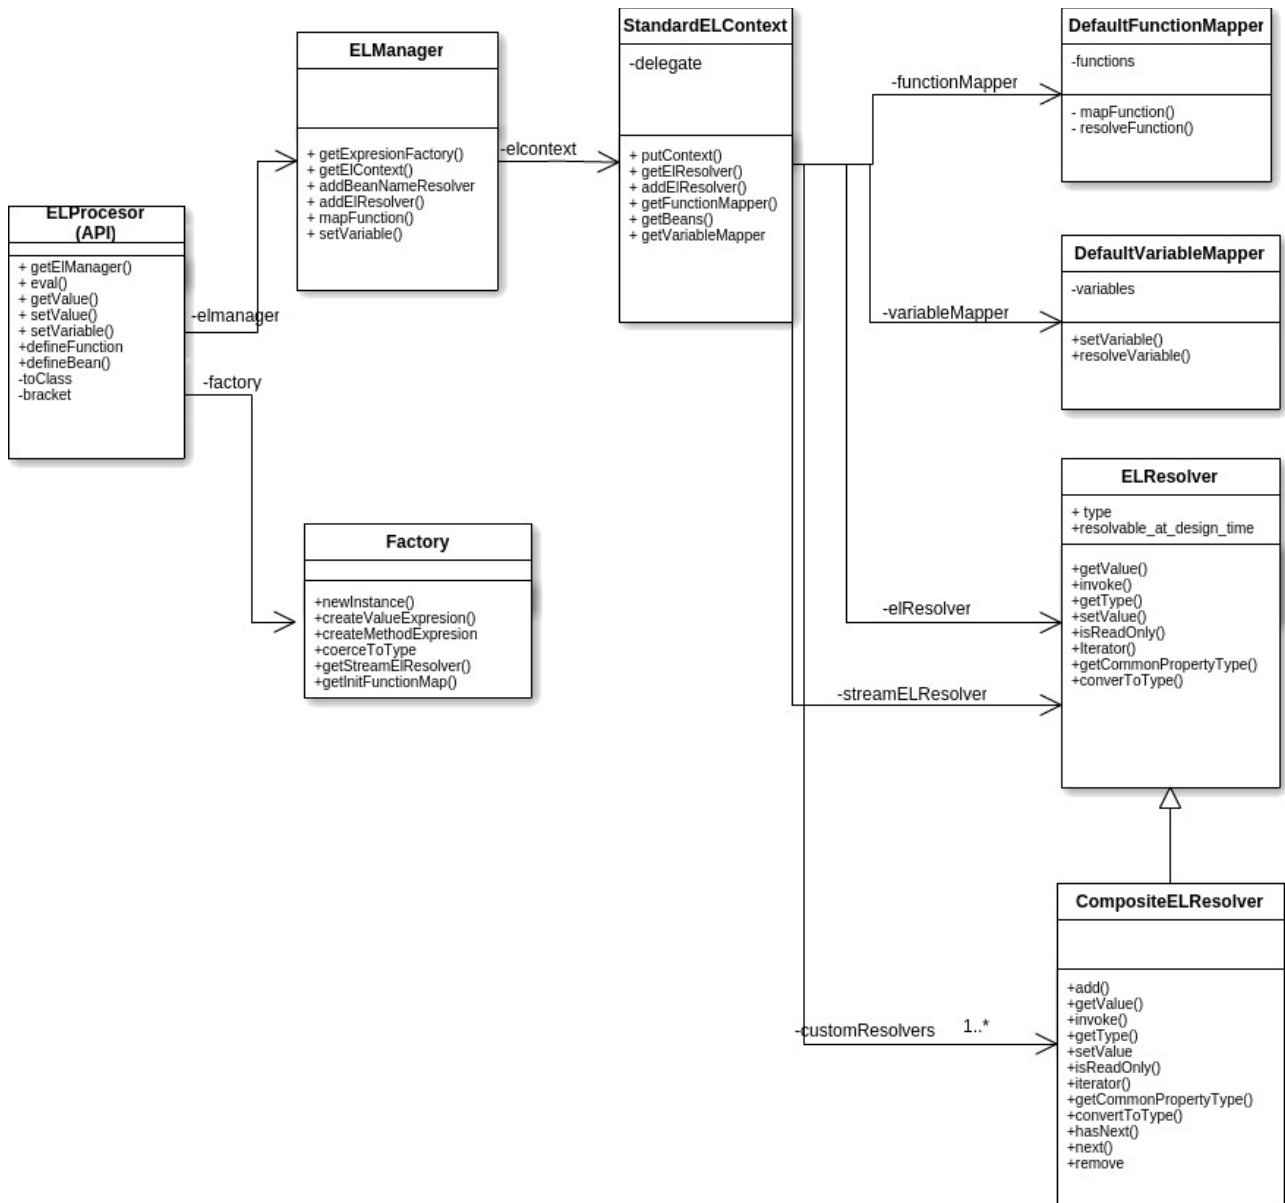 ELProcesor
(API)
+ getElManager()
+ eval()
+ getValue()
+ setValue()
+ setVariable()
+defineFunction
+defineBean()
-toClass
-bracket
-elmanager
-factory
ELManager
+ getExpresionFactory()
+ getElContext()
+ addBeanNameResolver
+ addElResolver()
+ mapFunction()
+ setVariable()
-elcontext
Factory
+newInstance()
+createValueExpresion()
+createMethodExpresion
+coerceToType
+getStreamElResolver()
+getInitFunctionMap()
StandardELContext
-delegate
+ putContext()
+ getElResolver()
+ addElResolver()
+ getFunctionMapper()
+ getBeans()
+ getVariableMapper
-functionMapper
-variableMapper
-elResolver
-streamELResolver
-customResolvers
1..*
DefaultFunctionMapper
-functions
- mapFunction()
- resolveFunction()
DefaultVariableMapper
-variables
+setVariable()
+resolveVariable()
ELResolver
+ type
+resolvable_at_design_time
+getValue()
+invoke()
+getType()
+setValue()
+isReadOnly()
+Iterator()
+getCommonPropertyType()
+converToType()
CompositeELResolver
+add()
+getValue()
+invoke()
+getType()
+setValue
+isReadOnly()
+iterator()
+getCommonPropertyType()
+convertToType()
+hasNext()
+next()
+remove